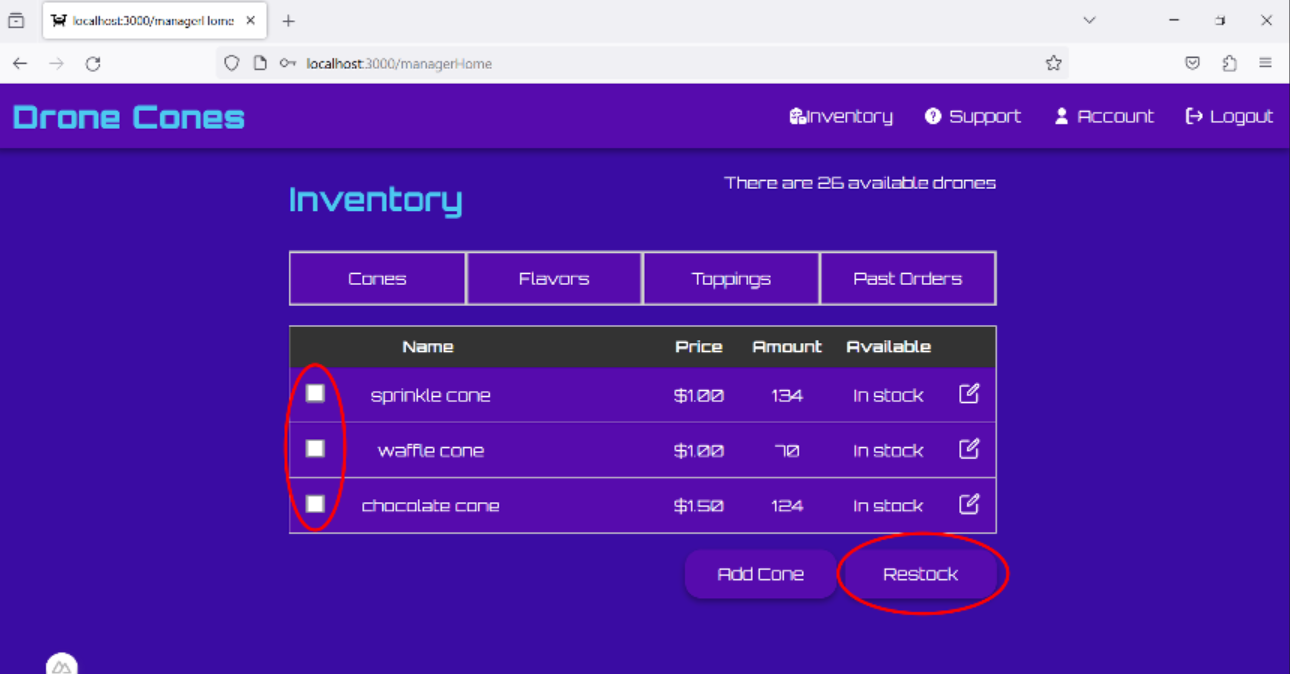 localhost:3000/managerHome
localhost:3000/managerHome
Drone Cones
Inventory Support Account Logout
There are 26 available drones
Inventory
Cones Flavors Toppings Past Orders
Name Price Amount Available
sprinkle cone $1.00 134 In stock
waffle cone $1.00 70 In stock
chocolate cone $1.50 124 In stock
Add Cone Restock